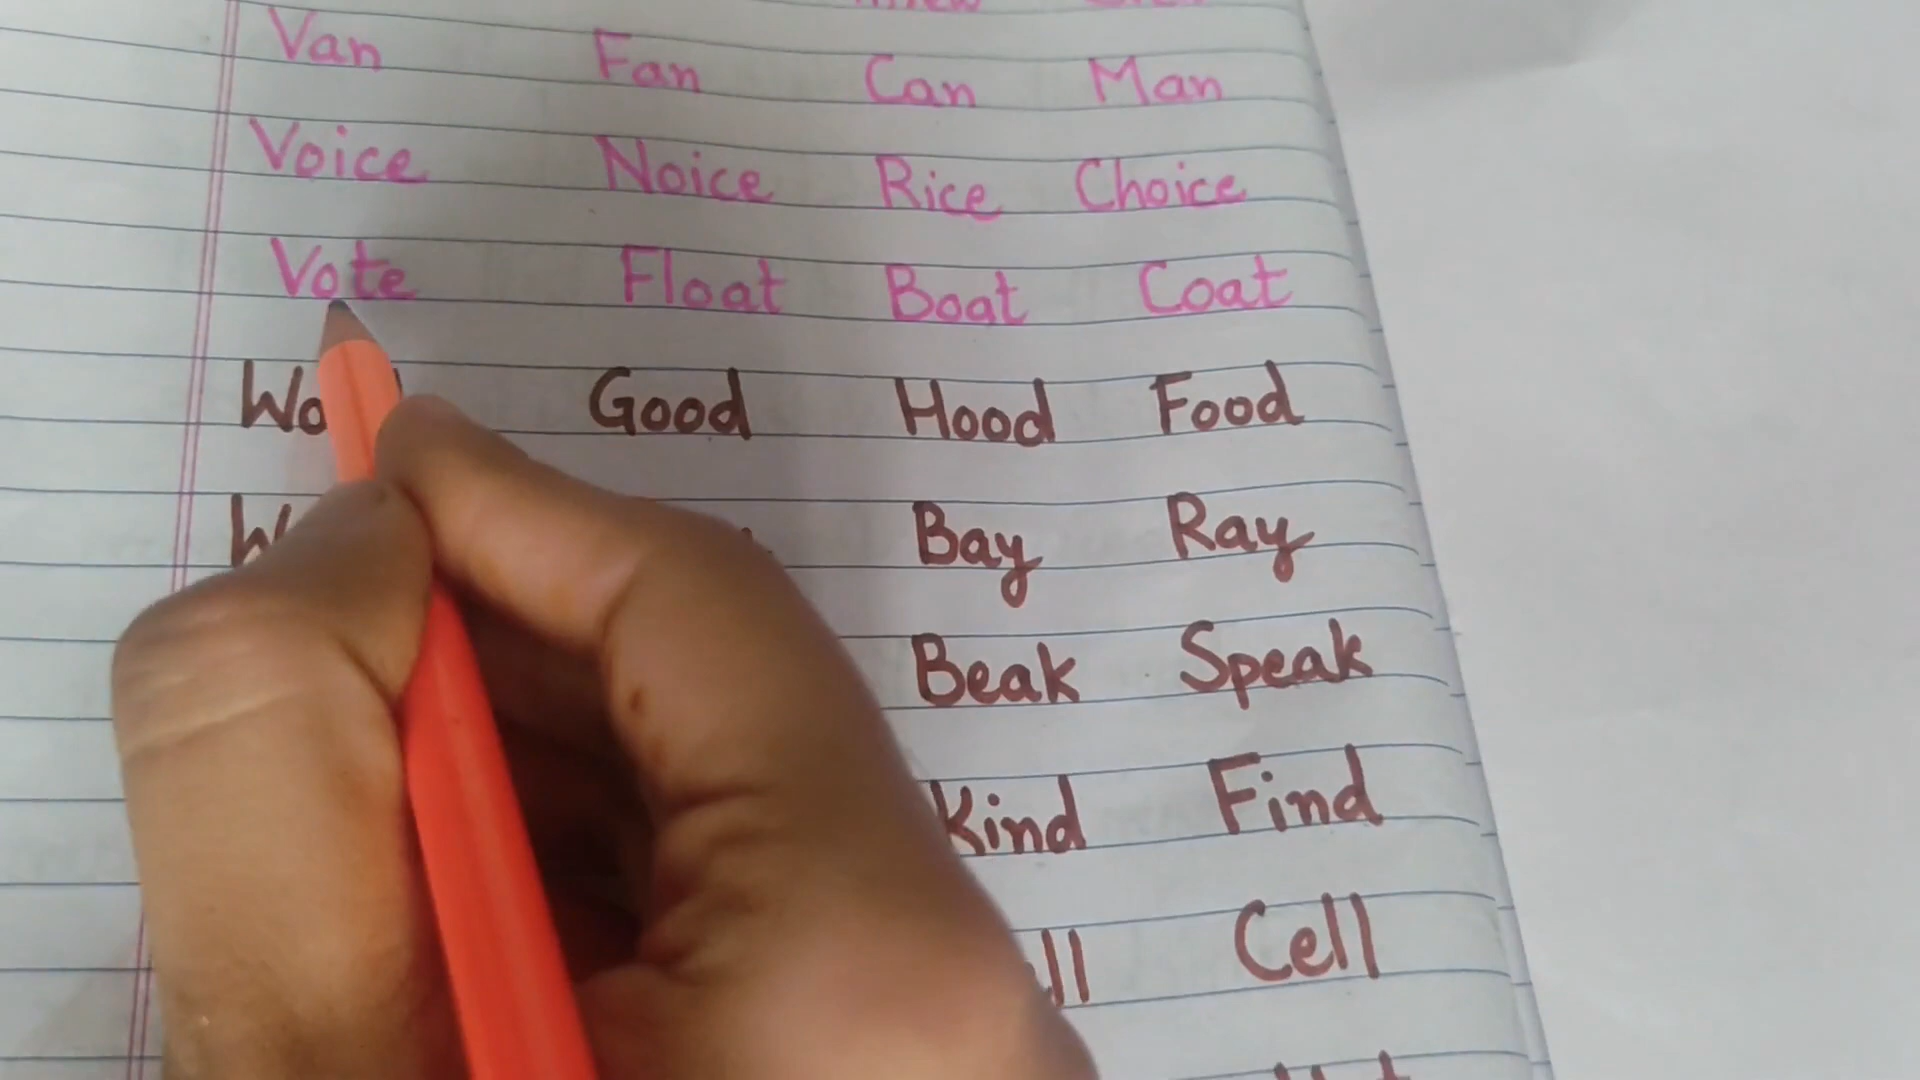 Van Fan Can Man
Voice Noice Rice Choice
Vote Float Boat Coat
Good Hood Food
Bay Ray
Beak Speak
Kind Find
Cell